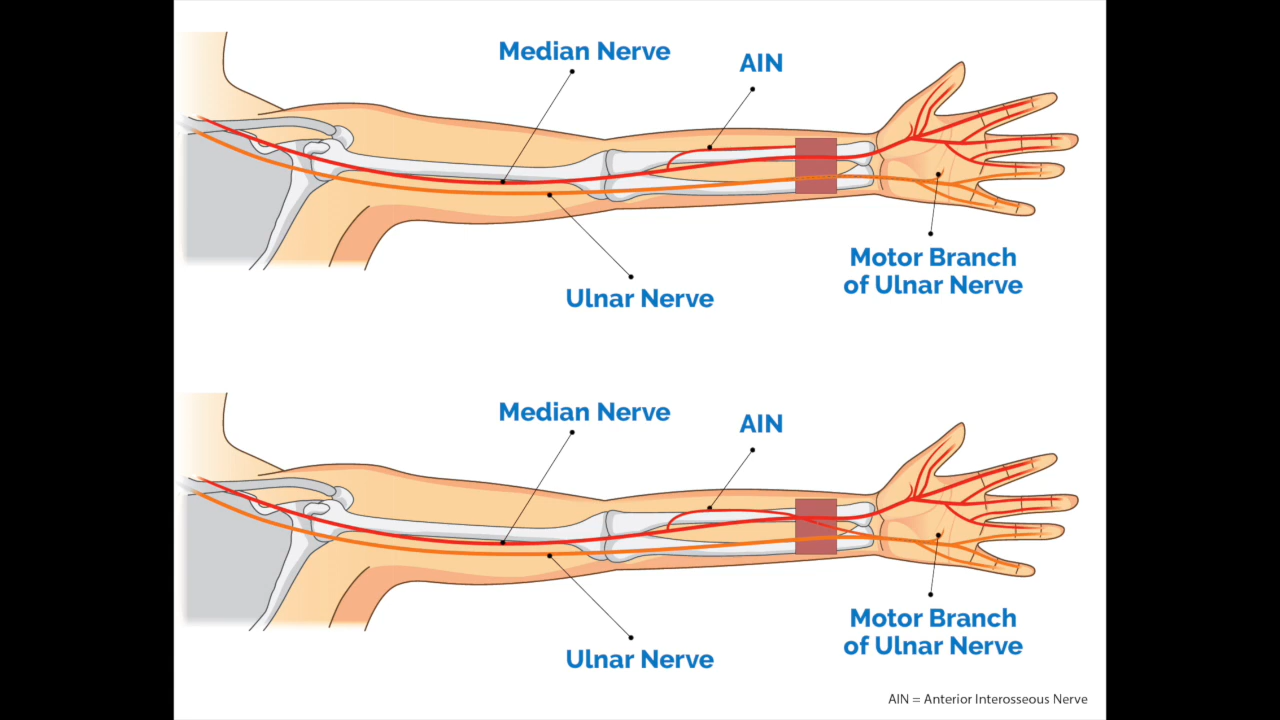 Median Nerve
AIN
Ulnar Nerve
Motor Branch
of Ulnar Nerve
Median Nerve
AIN
Ulnar Nerve
Motor Branch
of Ulnar Nerve
AIN = Anterior Interosseous Nerve